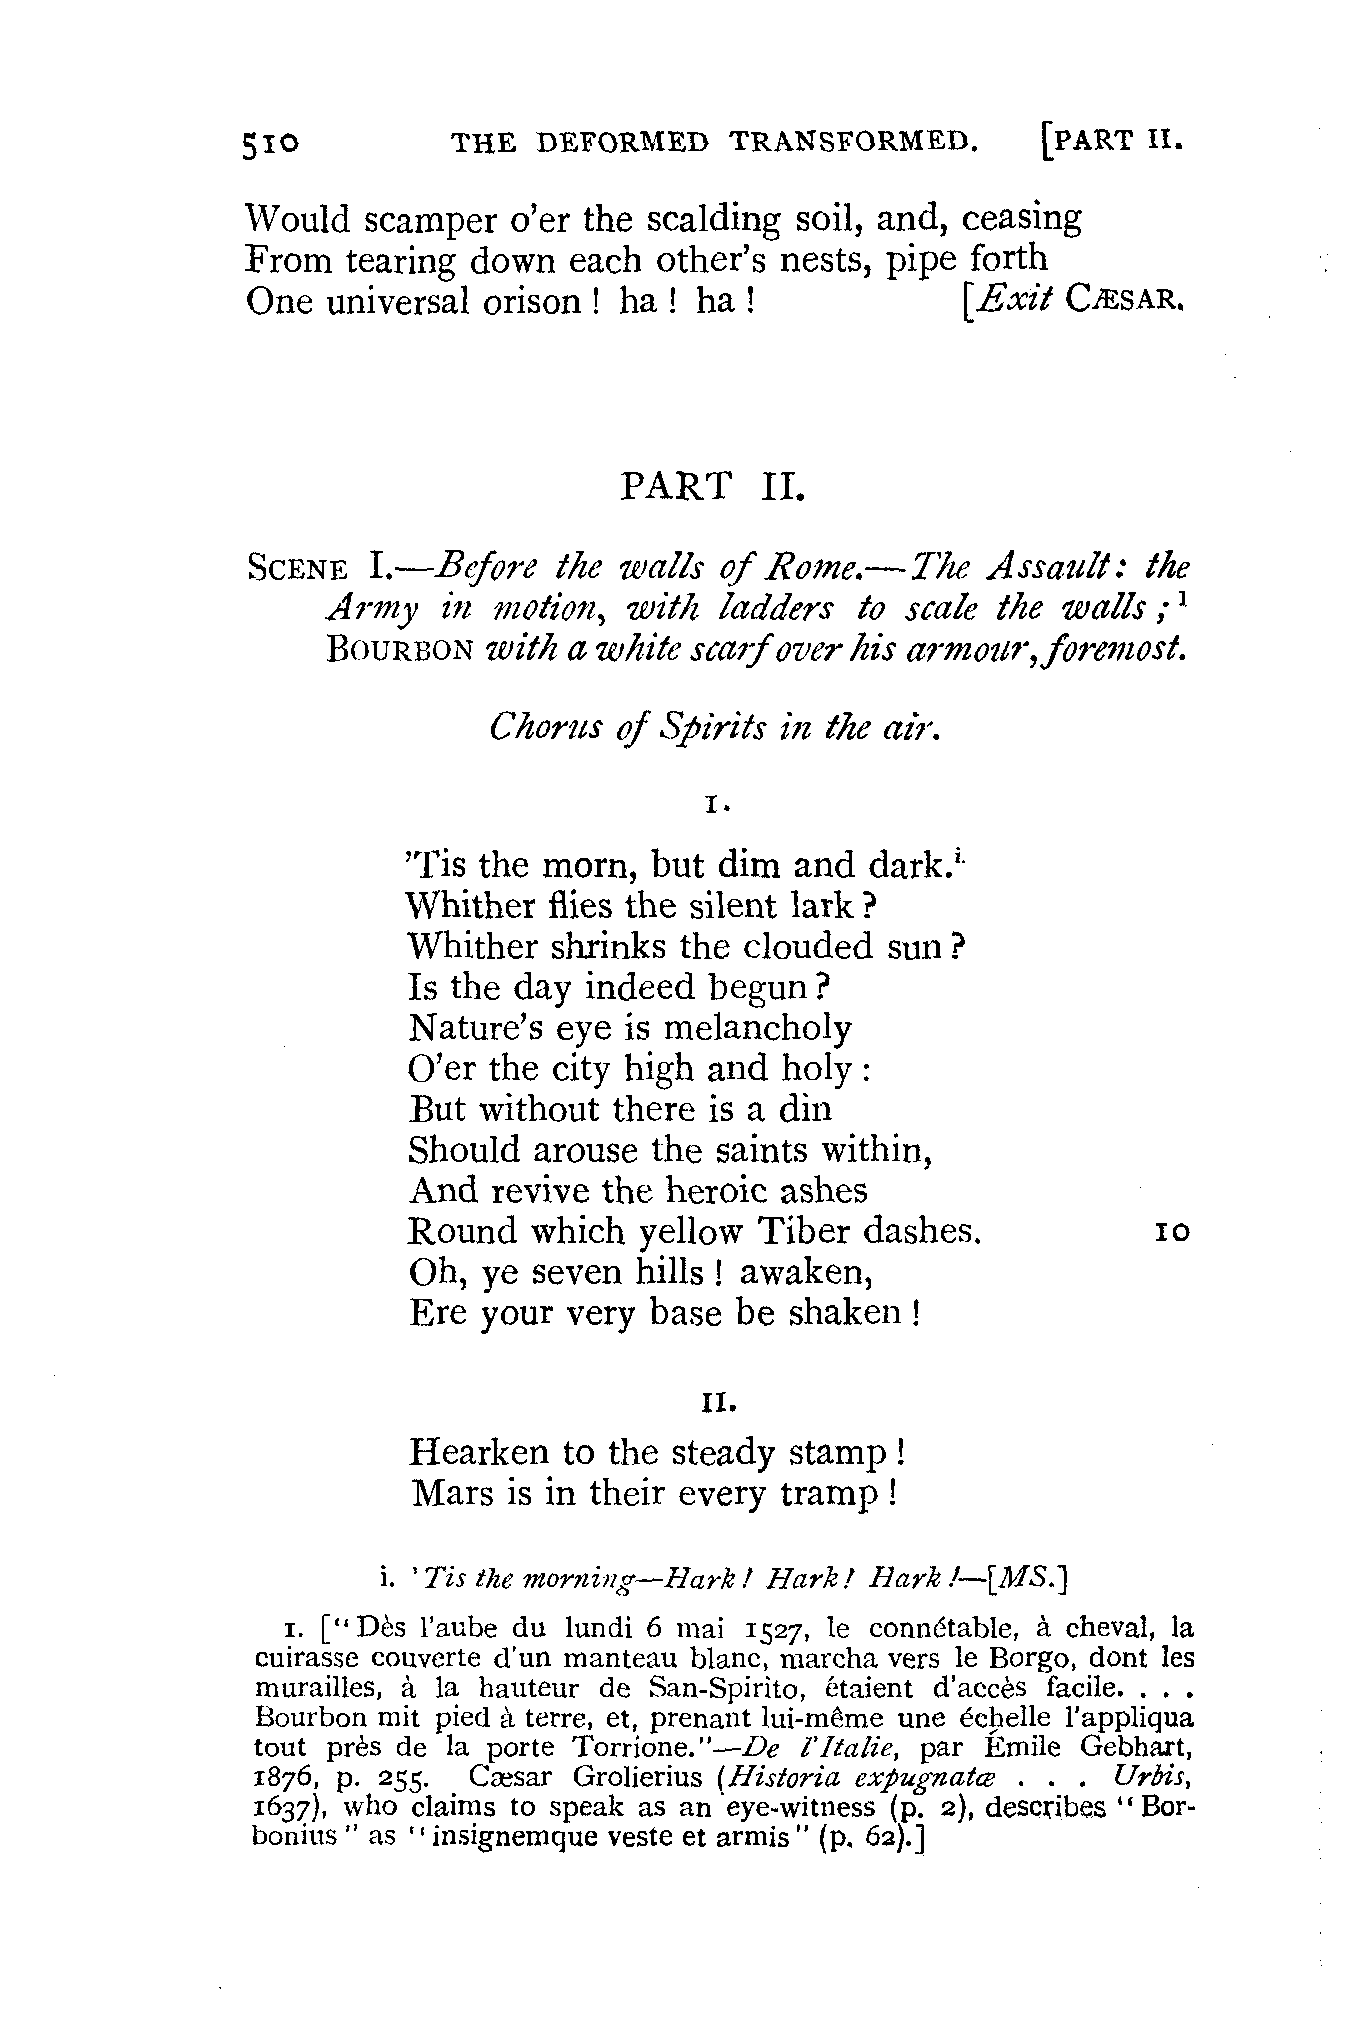 510 THE DEFORMED TRANSFORMED. [PART II.
Would scamper o'er the scalding soil, and, ceasing
From tearing down each other's nests, pipe forth
One universal orison ! ha ! ha ! [Exit CÆSAR.
PART II.
SCENE I.—Before the walls of Rome.—The Assault: the
Army in motion, with ladders to scale the walls ;¹
BOURBON with a white scarf over his armour, foremost.
Chorus of Spirits in the air.
I.
'Tis the morn, but dim and dark.i.
Whither flies the silent lark ?
Whither shrinks the clouded sun ?
Is the day indeed begun ?
Nature's eye is melancholy
O'er the city high and holy :
But without there is a din
Should arouse the saints within,
And revive the heroic ashes
Round which yellow Tiber dashes. 10
Oh, ye seven hills ! awaken,
Ere your very base be shaken !
II.
Hearken to the steady stamp !
Mars is in their every tramp !
i. 'Tis the morning—Hark ! Hark ! Hark !—[MS.]
1. ["Dès l'aube du lundi 6 mai 1527, le connétable, à cheval, la
cuirasse couverte d'un manteau blanc, marcha vers le Borgo, dont les
murailles, à la hauteur de San-Spirito, étaient d'accès facile. . . .
Bourbon mit pied à terre, et, prenant lui-même une échelle l'appliqua
tout près de la porte Torrione."—De l'Italie, par Émile Gebhart,
1876, p. 255. Cæsar Grolierius (Historia expugnatæ . . . Urbis,
1637), who claims to speak as an eye-witness (p. 2), describes "Bor-
bonius" as "insignemque veste et armis" (p. 62).]